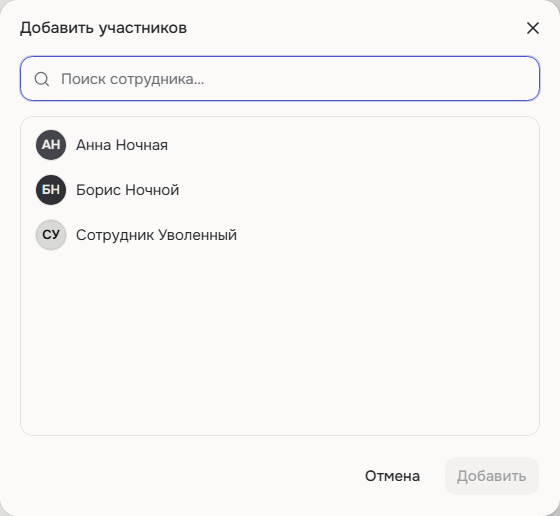 Добавить участников
Поиск сотрудника...
АН Анна Ночная
БН Борис Ночной
СУ Сотрудник Уволенный
Отмена Добавить